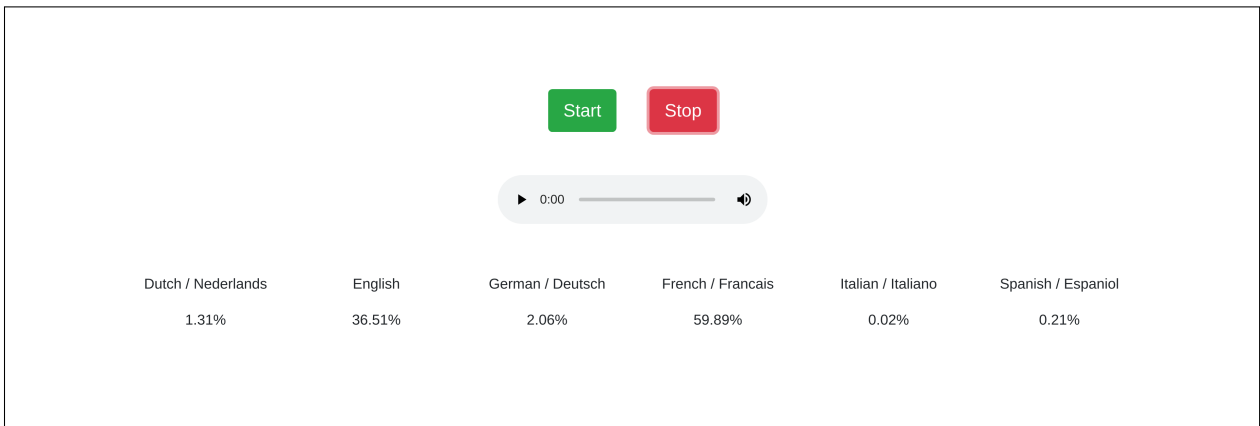 Start Stop
0:00
Dutch / Nederlands English German / Deutsch French / Francais Italian / Italiano Spanish / Espaniol
1.31% 36.51% 2.06% 59.89% 0.02% 0.21%